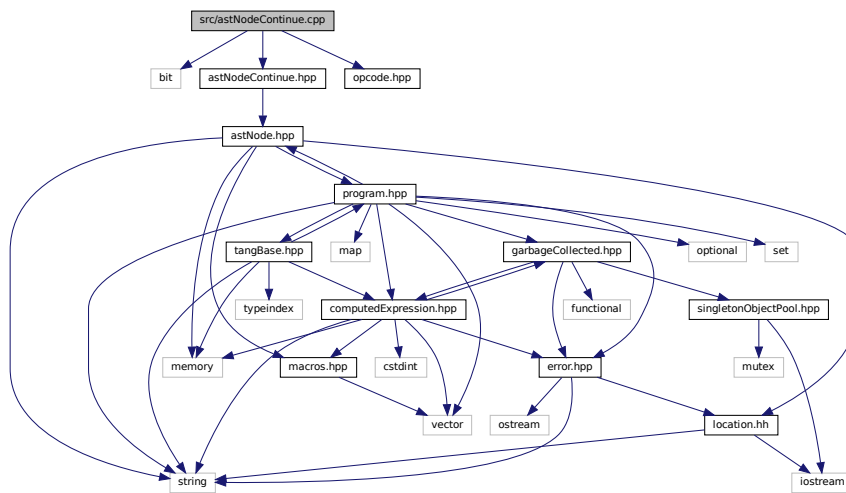 src/astNodeContinue.cpp
bit
astNodeContinue.hpp
opcode.hpp
astNode.hpp
program.hpp
tangBase.hpp
map
garbageCollected.hpp
optional
set
typeindex
computedExpression.hpp
functional
singletonObjectPool.hpp
memory
macros.hpp
cstdint
error.hpp
mutex
vector
ostream
location.hh
string
iostream